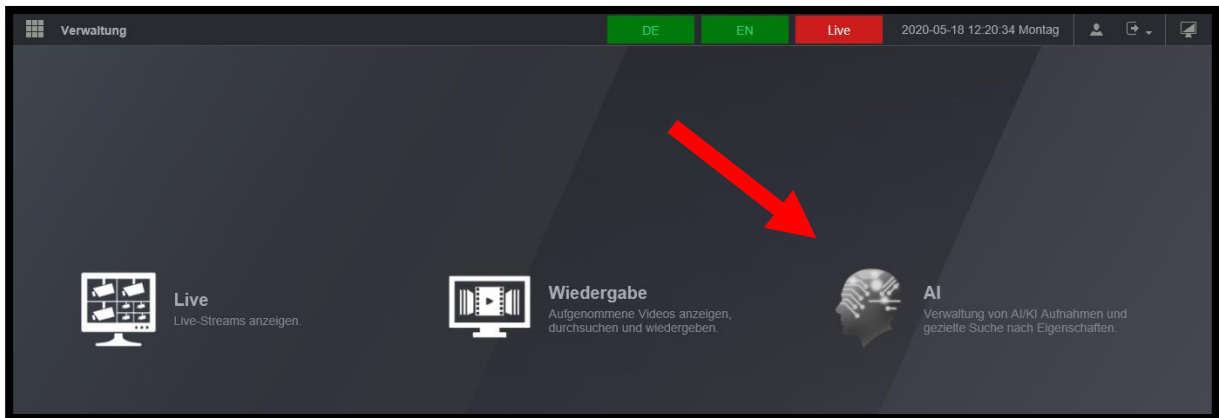 Verwaltung
DE
EN
Live
2020-05-18 12:20:34 Montag
Live
Live-Streams anzeigen.
Wiedergabe
Aufgenommene Videos anzeigen,
durchsuchen und wiedergeben.
AI
Verwaltung von AI/KI Aufnahmen und
gezielte Suche nach Eigenschaften.